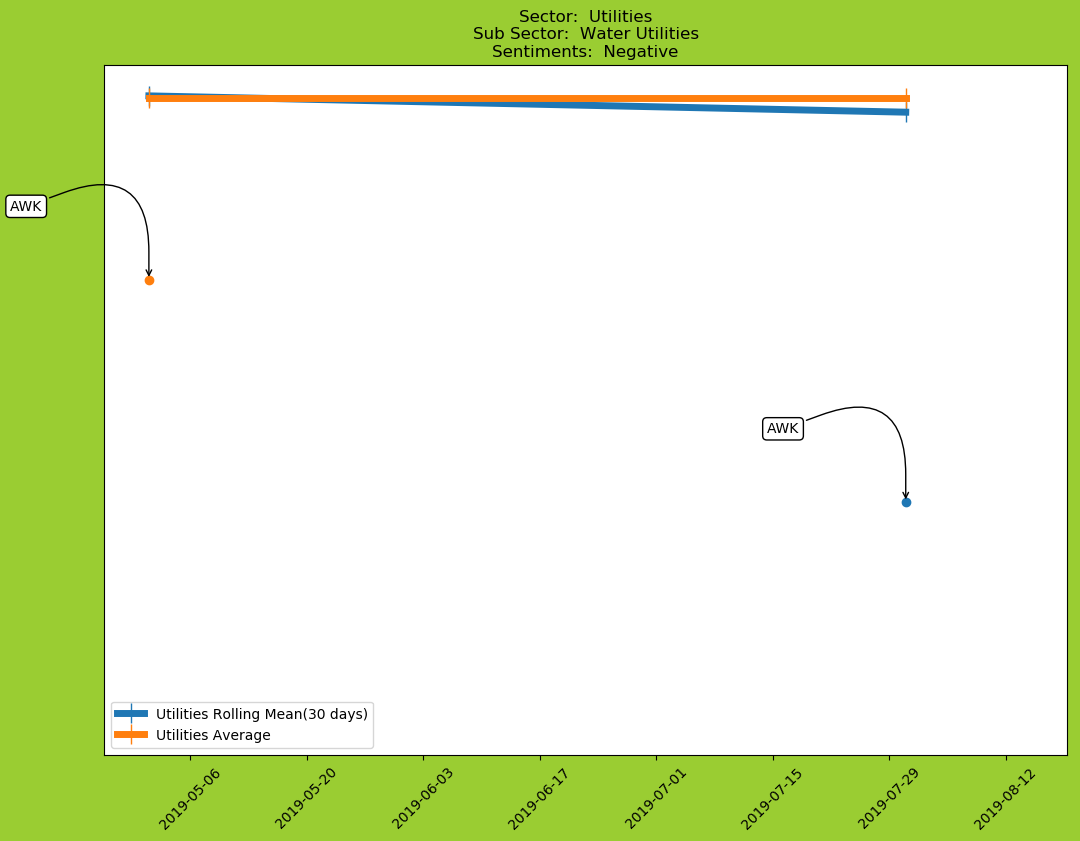 Sector:  Utilities
Sub Sector:  Water Utilities
Sentiments:  Negative
AWK
AWK
Utilities Rolling Mean(30 days)
Utilities Average
2019-05-06
2019-05-20
2019-06-03
2019-06-17
2019-07-01
2019-07-15
2019-07-29
2019-08-12